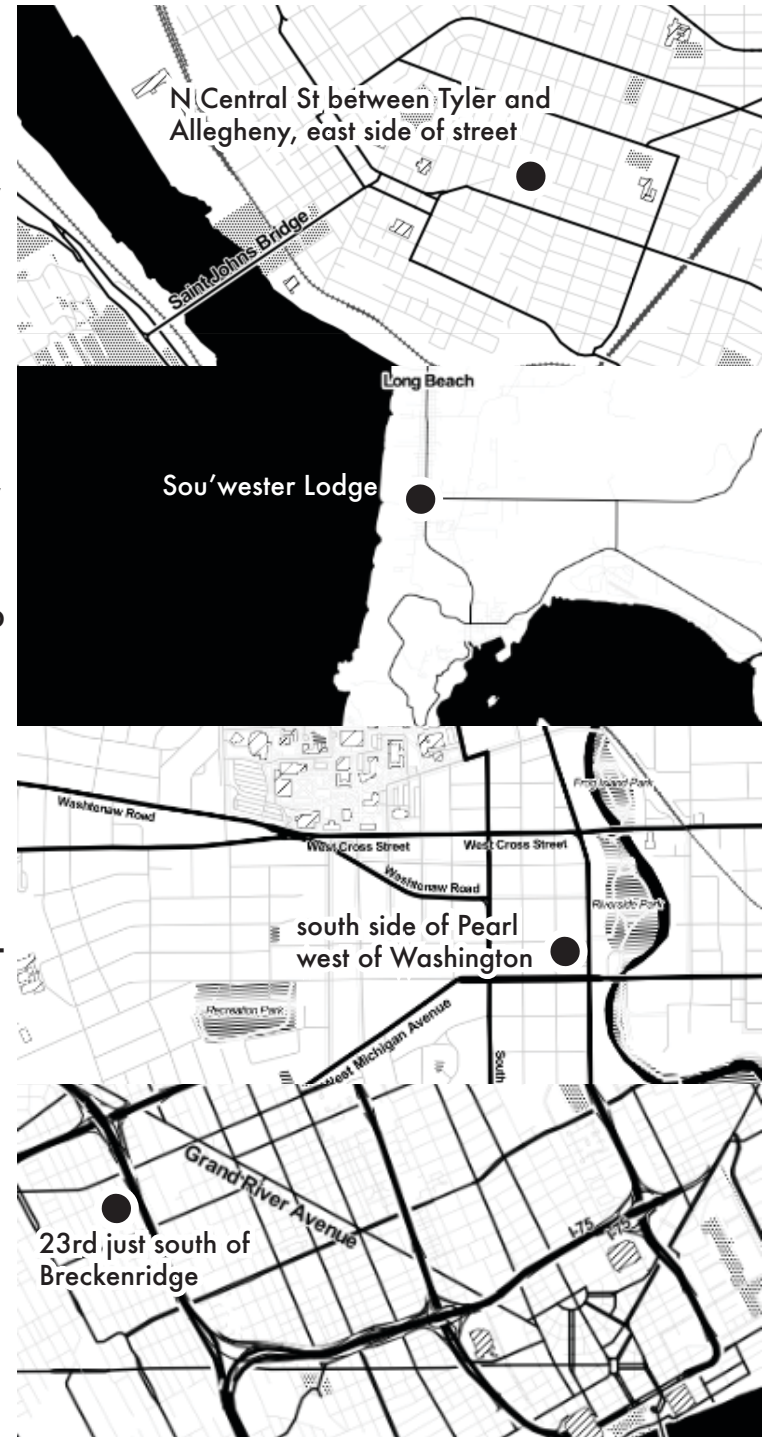 N Central St between Tyler and
Allegheny, east side of street
Saint Johns Bridge
Long Beach
Sou’wester Lodge
Frog Island Park
Washtenaw Road
West Cross Street
West Cross Street
Washtenaw Road
Riverside Park
south side of Pearl
west of Washington
Recreation Park
West Michigan Avenue
South
Grand River Avenue
I-75
I-75
23rd just south of
Breckenridge